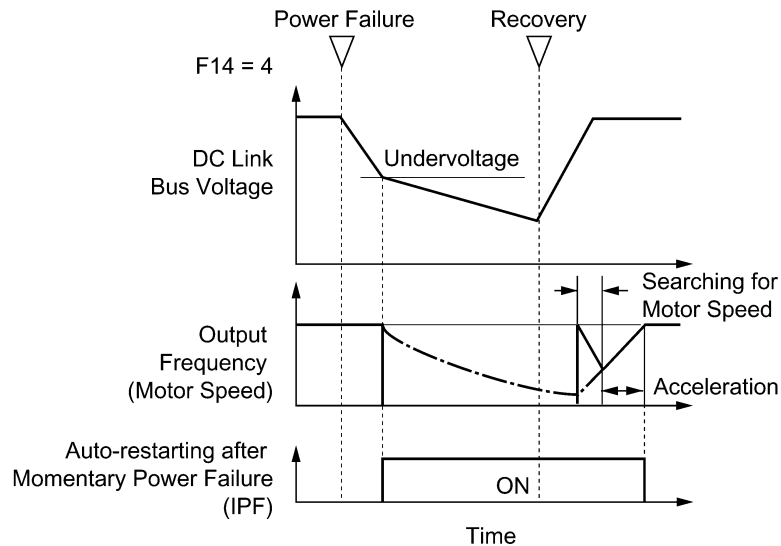 Power Failure
Recovery
F14 = 4
DC Link
Bus Voltage
Undervoltage
Searching for
Motor Speed
Output
Frequency
(Motor Speed)
Acceleration
Auto-restarting after
Momentary Power Failure
(IPF)
ON
Time